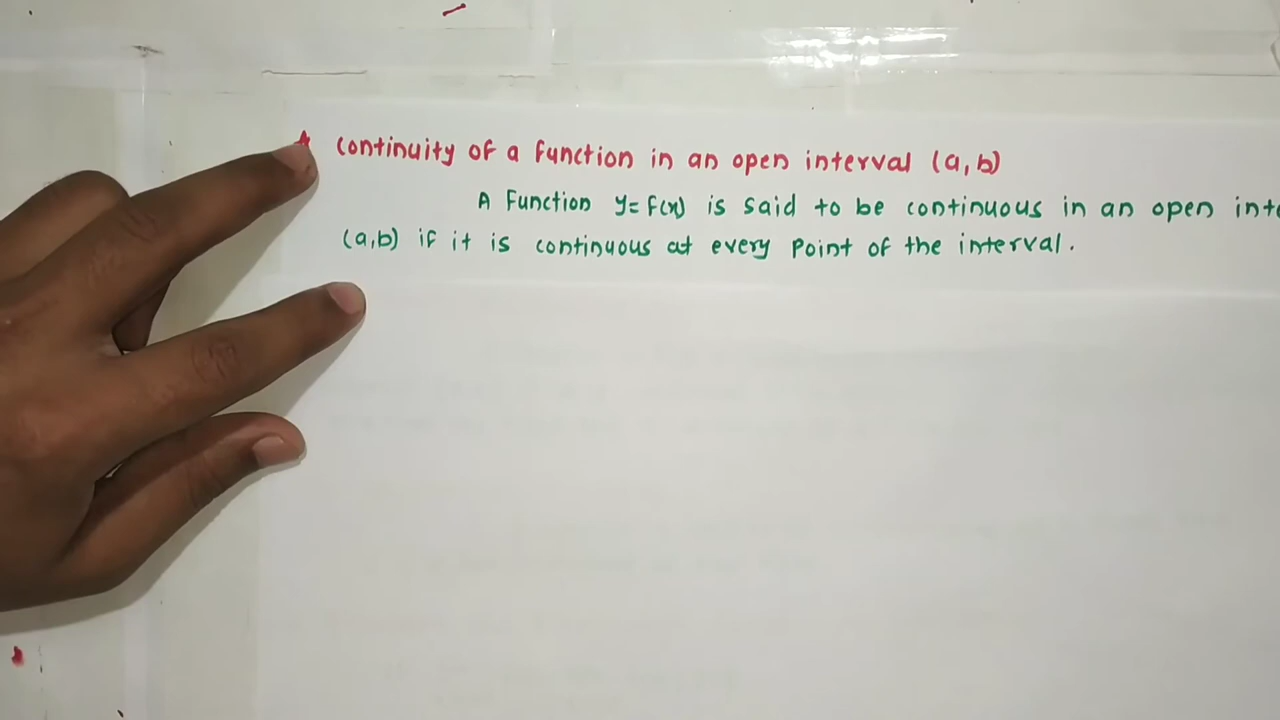 Continuity of a function in an open interval (a,b)
A Function y=f(x) is said to be continuous in an open
(a,b) if it is continuous at every point of the interval.